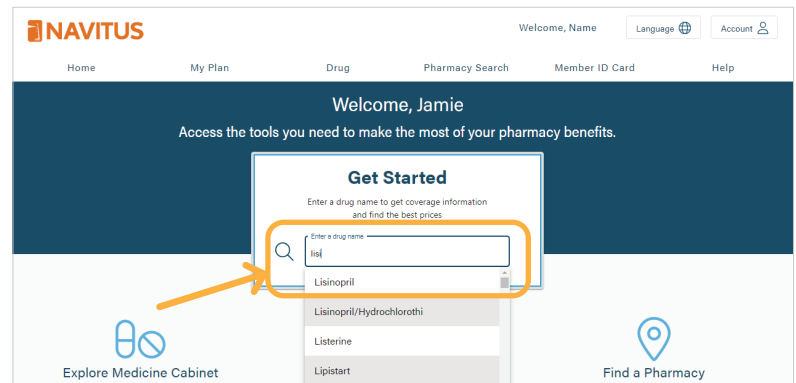 NAVITUS
Welcome, Name
Language
Account
Home
My Plan
Drug
Pharmacy Search
Member ID Card
Help
Welcome, Jamie
Access the tools you need to make the most of your pharmacy benefits.
Get Started
Enter a drug name to get coverage information
and find the best prices
Enter a drug name
lisi
Lisinopril
Lisinopril/Hydrochlorothi
Listerine
Lipistart
Explore Medicine Cabinet
Find a Pharmacy